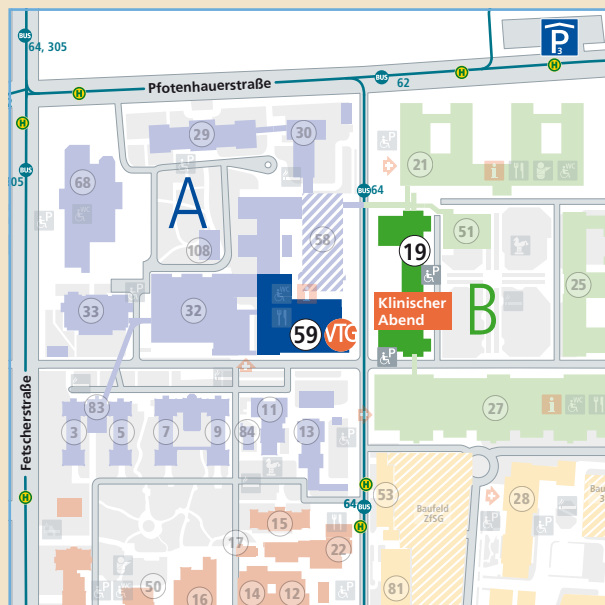 BUS
64, 305
P
3
Pfotenhauerstraße
BUS
62
H
H
H
H
29
30
P
21
i
BUS
305
68
P
BUS
64
A
108
58
51
19
P
B
25
33
P
32
i
Klinischer
Abend
59
VTG
P
Fetscherstraße
83
3
5
7
9
84
11
13
P
27
i
H
53
H
64
BUS
H
Baufeld
ZfSG
28
P
P
15
17
22
50
16
14
12
P
81